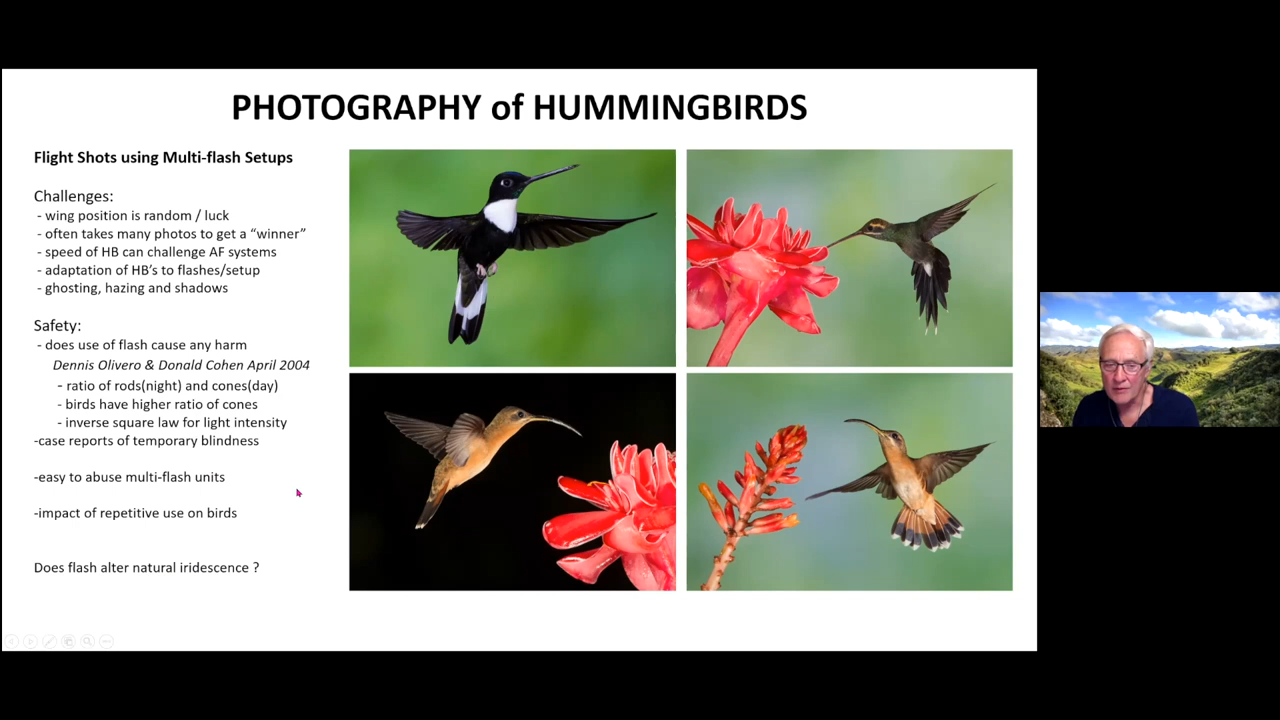 PHOTOGRAPHY of HUMMINGBIRDS
Flight Shots using Multi-flash Setups
Challenges:
- wing position is random / luck
- often takes many photos to get a “winner”
- speed of HB can challenge AF systems
- adaptation of HB’s to flashes/setup
- ghosting, hazing and shadows
Safety:
- does use of flash cause any harm
Dennis Olivero & Donald Cohen April 2004
- ratio of rods(night) and cones(day)
- birds have higher ratio of cones
- inverse square law for light intensity
-case reports of temporary blindness
-easy to abuse multi-flash units
-impact of repetitive use on birds
Does flash alter natural iridescence ?